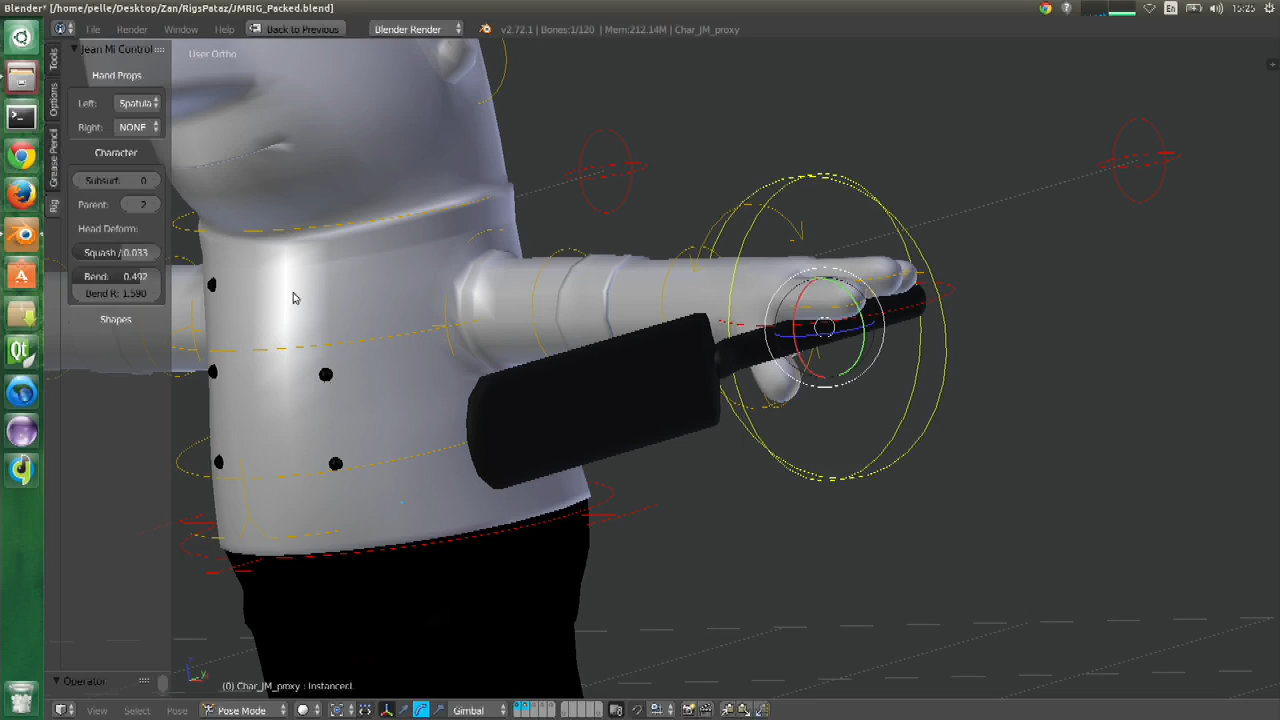 Blender* [/home/pelle/Desktop/Zan/RigsPataz/JMRIG_Packed.blend]
En
15:25
File
Render
Window
Help
Back to Previous
Blender Render
v2.72.1 | Bones:1/120 | Mem:212.14M | Char_JM_proxy
Jean Mi Control
User Ortho
Tools
Options
Grease Pencil
Rig
Hand Props
Left:
Spatula
Right:
NONE
Character
Subsurf: 0
Parent: 2
Head Deform:
Squash / 0.033
Bend: 0.492
Bend R: 1.590
Shapes
Operator
(0) Char_JM_proxy : Instancer.L
View
Select
Pose
Pose Mode
Gimbal